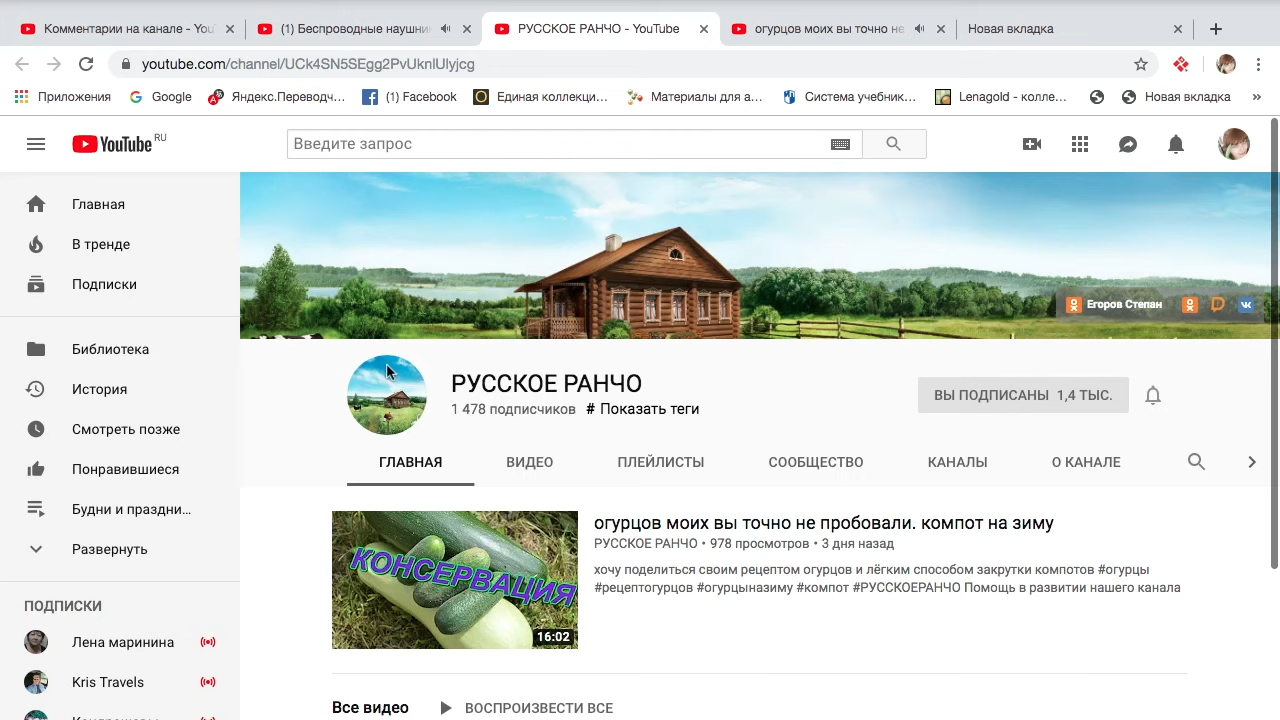 Комментарии на канале - You
(1) Беспроводные наушни
РУССКОЕ РАНЧО - YouTube
огурцов моих вы точно не
Новая вкладка
youtube.com/channel/UCk4SN5SEgg2PvUknlUlyjcg
Приложения
Google
Яндекс.Переводч...
(1) Facebook
Единая коллекци...
Материалы для а...
Система учебник...
Lenagold - колле...
Новая вкладка
»
YouTube RU
Введите запрос
Главная
В тренде
Подписки
Библиотека
История
Смотреть позже
Понравившиеся
Будни и праздни...
Развернуть
ПОДПИСКИ
Лена маринина
Kris Travels
Егоров Степан
РУССКОЕ РАНЧО
1 478 подписчиков # Показать теги
ВЫ ПОДПИСАНЫ 1,4 ТЫС.
ГЛАВНАЯ
ВИДЕО
ПЛЕЙЛИСТЫ
СООБЩЕСТВО
КАНАЛЫ
О КАНАЛЕ
КОНСЕРВАЦИЯ
16:02
огурцов моих вы точно не пробовали. компот на зиму
РУССКОЕ РАНЧО • 978 просмотров • 3 дня назад
хочу поделиться своим рецептом огурцов и лёгким способом закрутки компотов #огурцы
#рецептогурцов #огурцыназиму #компот #РУССКОЕРАНЧО Помощь в развитии нашего канала
Все видео
ВОСПРОИЗВЕСТИ ВСЕ